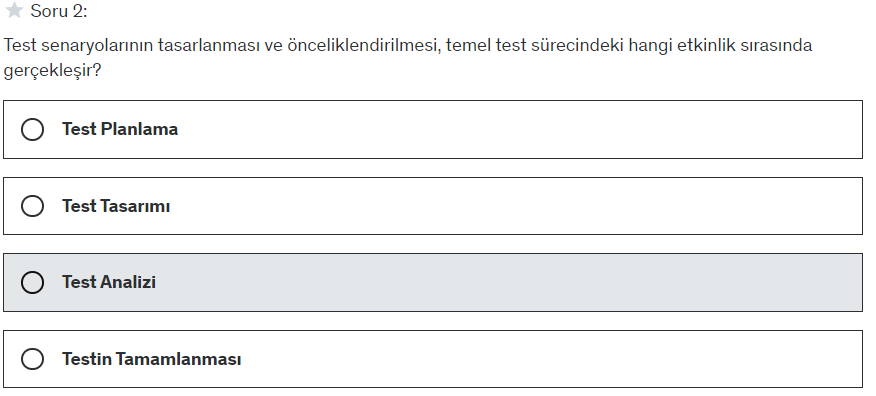 Soru 2:
Test senaryolarının tasarlanması ve önceliklendirilmesi, temel test sürecindeki hangi etkinlik sırasında
gerçekleşir?
Test Planlama
Test Tasarımı
Test Analizi
Testin Tamamlanması